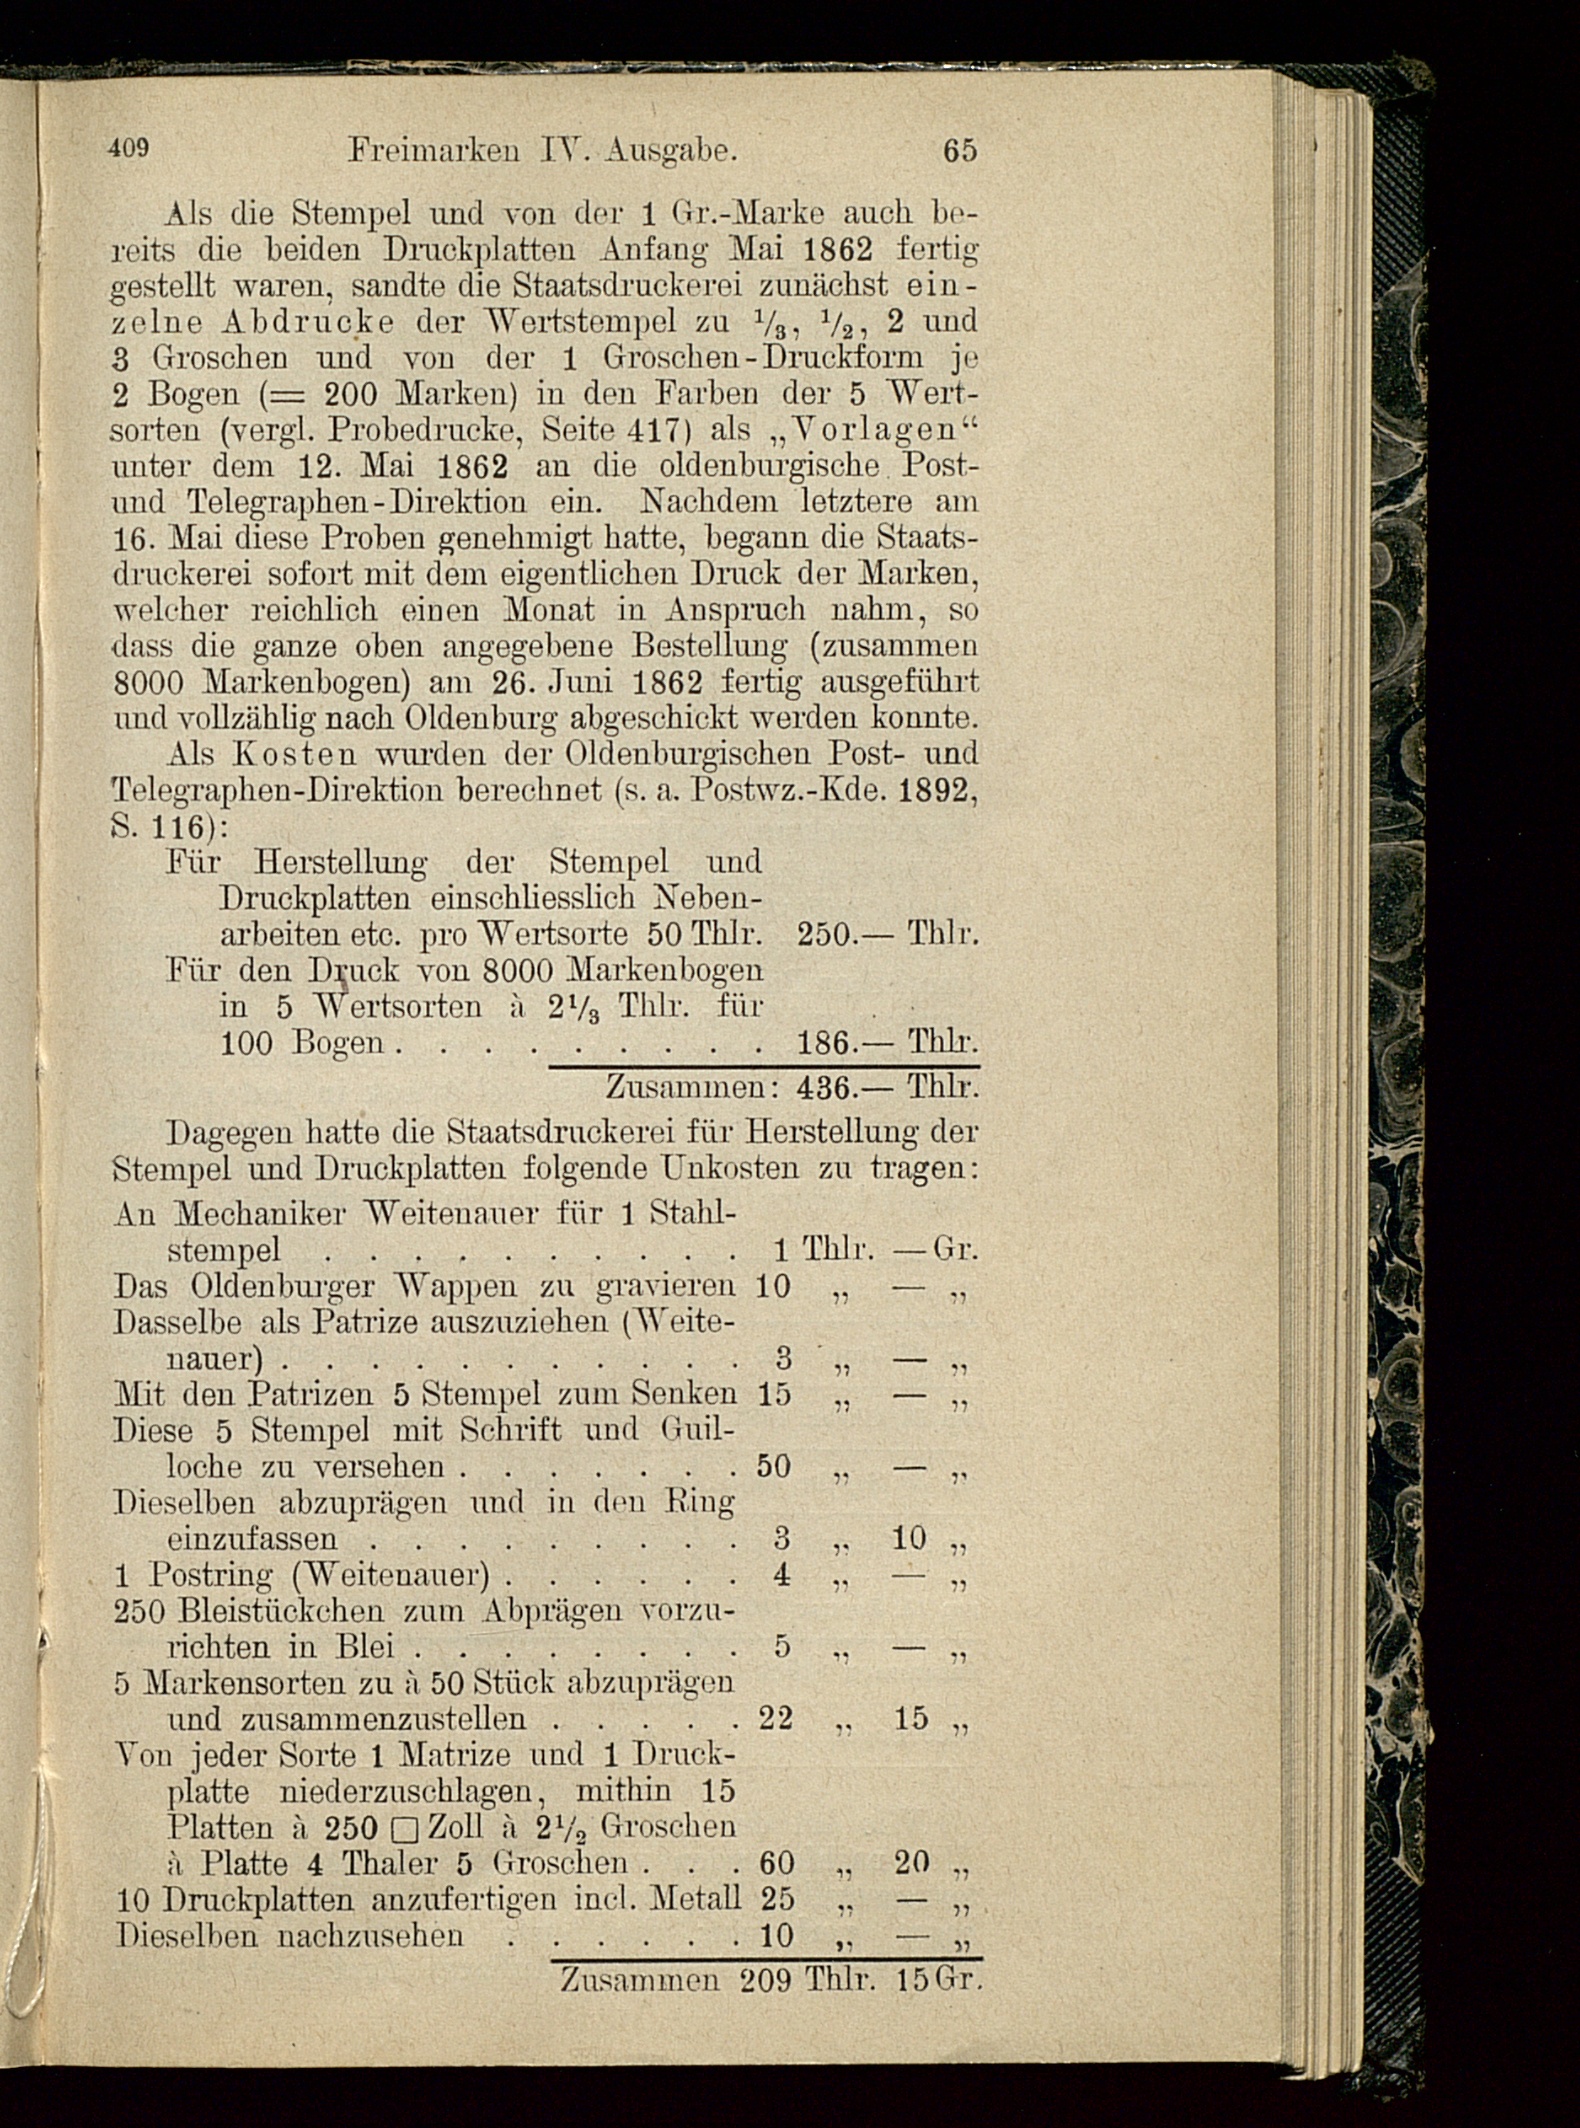 409 Freimarken IV. Ausgabe. 65
Als die Stempel und von der 1 Gr.-Marke auch be-
reits die beiden Druckplatten Anfang Mai 1862 fertig
gestellt waren, sandte die Staatsdruckerei zunächst ein-
zelne Abdrucke der Wertstempel zu 1/3, 1/2, 2 und
3 Groschen und von der 1 Groschen-Druckform je
2 Bogen (= 200 Marken) in den Farben der 5 Wert-
sorten (vergl. Probedrucke, Seite 417) als „Vorlagen“
unter dem 12. Mai 1862 an die oldenburgische Post-
und Telegraphen-Direktion ein. Nachdem letztere am
16. Mai diese Proben genehmigt hatte, begann die Staats-
druckerei sofort mit dem eigentlichen Druck der Marken,
welcher reichlich einen Monat in Anspruch nahm, so
dass die ganze oben angegebene Bestellung (zusammen
8000 Markenbogen) am 26. Juni 1862 fertig ausgeführt
und vollzählig nach Oldenburg abgeschickt werden konnte.
Als Kosten wurden der Oldenburgischen Post- und
Telegraphen-Direktion berechnet (s. a. Postwz.-Kde. 1892,
S. 116):
Für Herstellung der Stempel und
Druckplatten einschliesslich Neben-
arbeiten etc. pro Wertsorte 50 Thlr. 250.— Thlr.
Für den Druck von 8000 Markenbogen
in 5 Wertsorten à 2 1/3 Thlr. für
100 Bogen . . . . . . . . . 186.— Thlr.
Zusammen: 436.— Thlr.
Dagegen hatte die Staatsdruckerei für Herstellung der
Stempel und Druckplatten folgende Unkosten zu tragen:
An Mechaniker Weitenauer für 1 Stahl-
stempel . . . . . . . . . . 1 Thlr. — Gr.
Das Oldenburger Wappen zu gravieren 10 „ — „
Dasselbe als Patrize auszuziehen (Weite-
nauer) . . . . . . . . . . . 3 „ — „
Mit den Patrizen 5 Stempel zum Senken 15 „ — „
Diese 5 Stempel mit Schrift und Guil-
loche zu versehen . . . . . . . 50 „ — „
Dieselben abzuprägen und in den Ring
einzufassen . . . . . . . . . 3 „ 10 „
1 Postring (Weitenauer) . . . . . . 4 „ — „
250 Bleistückchen zum Abprägen vorzu-
richten in Blei . . . . . . . . 5 „ — „
5 Markensorten zu à 50 Stück abzuprägen
und zusammenzustellen . . . . . 22 „ 15 „
Von jeder Sorte 1 Matrize und 1 Druck-
platte niederzuschlagen, mithin 15
Platten à 250 □ Zoll à 2 1/2 Groschen
à Platte 4 Thaler 5 Groschen . . . 60 „ 20 „
10 Druckplatten anzufertigen incl. Metall 25 „ — „
Dieselben nachzusehen . . . . . . 10 „ — „
Zusammen 209 Thlr. 15 Gr.